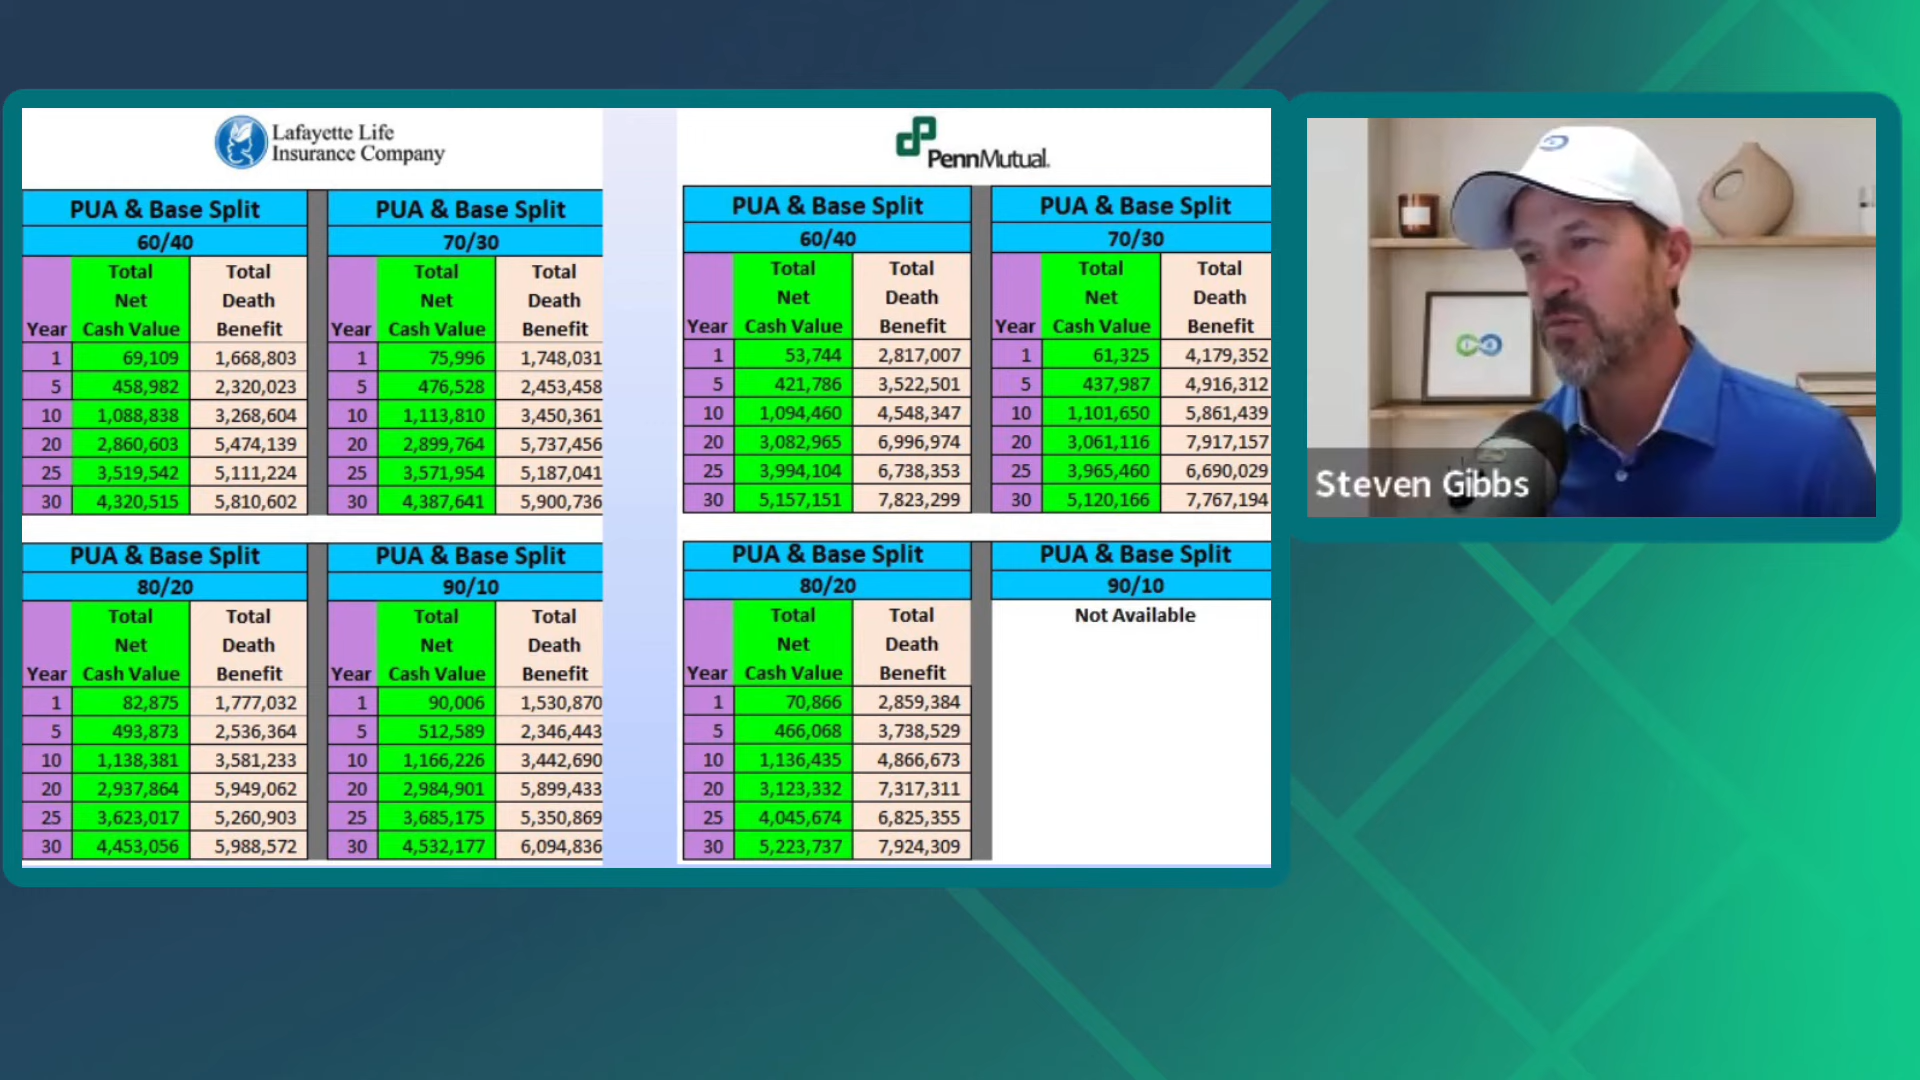 Lafayette Life
Insurance Company
PUA & Base Split
60/40
Year Total Net Cash Value Total Death Benefit
1 69,109 1,668,803
5 458,982 2,320,023
10 1,088,838 3,268,604
20 2,860,603 5,474,139
25 3,519,542 5,111,224
30 4,320,515 5,810,602
PUA & Base Split
70/30
Year Total Net Cash Value Total Death Benefit
1 75,996 1,748,031
5 476,528 2,453,458
10 1,113,810 3,450,361
20 2,899,764 5,737,456
25 3,571,954 5,187,041
30 4,387,641 5,900,736
PUA & Base Split
80/20
Year Total Net Cash Value Total Death Benefit
1 82,875 1,777,032
5 493,873 2,536,364
10 1,138,381 3,581,233
20 2,937,864 5,949,062
25 3,623,017 5,260,903
30 4,453,056 5,988,572
PUA & Base Split
90/10
Year Total Net Cash Value Total Death Benefit
1 90,006 1,530,870
5 512,589 2,346,443
10 1,166,226 3,442,690
20 2,984,901 5,899,433
25 3,685,175 5,350,869
30 4,532,177 6,094,836
PennMutual.
PUA & Base Split
60/40
Year Total Net Cash Value Total Death Benefit
1 53,744 2,817,007
5 421,786 3,522,501
10 1,094,460 4,548,347
20 3,082,965 6,996,974
25 3,994,104 6,738,353
30 5,157,151 7,823,299
PUA & Base Split
70/30
Year Total Net Cash Value Total Death Benefit
1 61,325 4,179,352
5 437,987 4,916,312
10 1,101,650 5,861,439
20 3,061,116 7,917,157
25 3,965,460 6,690,029
30 5,120,166 7,767,194
PUA & Base Split
80/20
Year Total Net Cash Value Total Death Benefit
1 70,866 2,859,384
5 466,068 3,738,529
10 1,136,435 4,866,673
20 3,123,332 7,317,311
25 4,045,674 6,825,355
30 5,223,737 7,924,309
PUA & Base Split
90/10
Not Available
Steven Gibbs